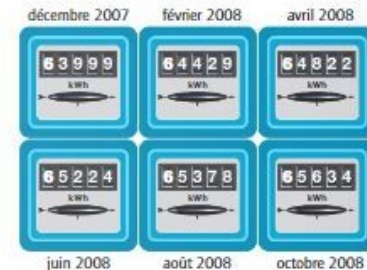 décembre 2007 février 2008 avril 2008
63999 64429 64822
kWh kWh kWh
65224 65378 65634
kWh kWh kWh
juin 2008 août 2008 octobre 2008